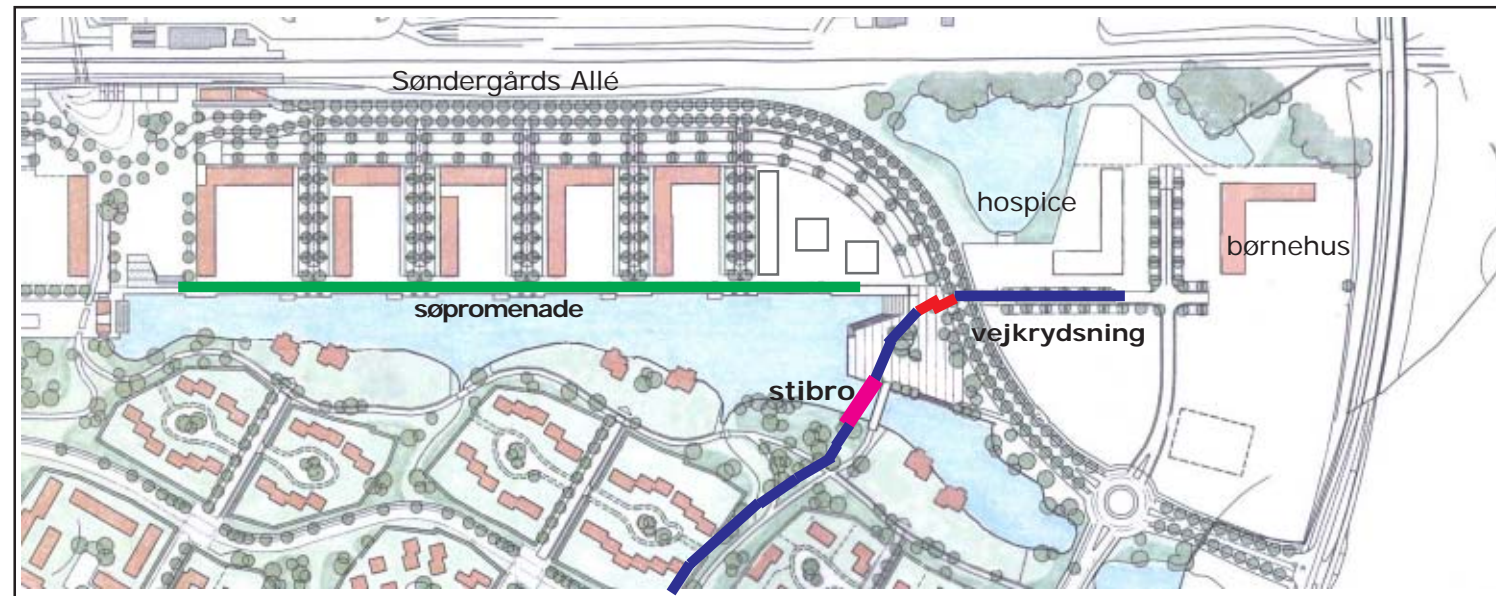 Søndergårds Allé
hospice
børnehus
søpromenade
vejkrydsning
stibro